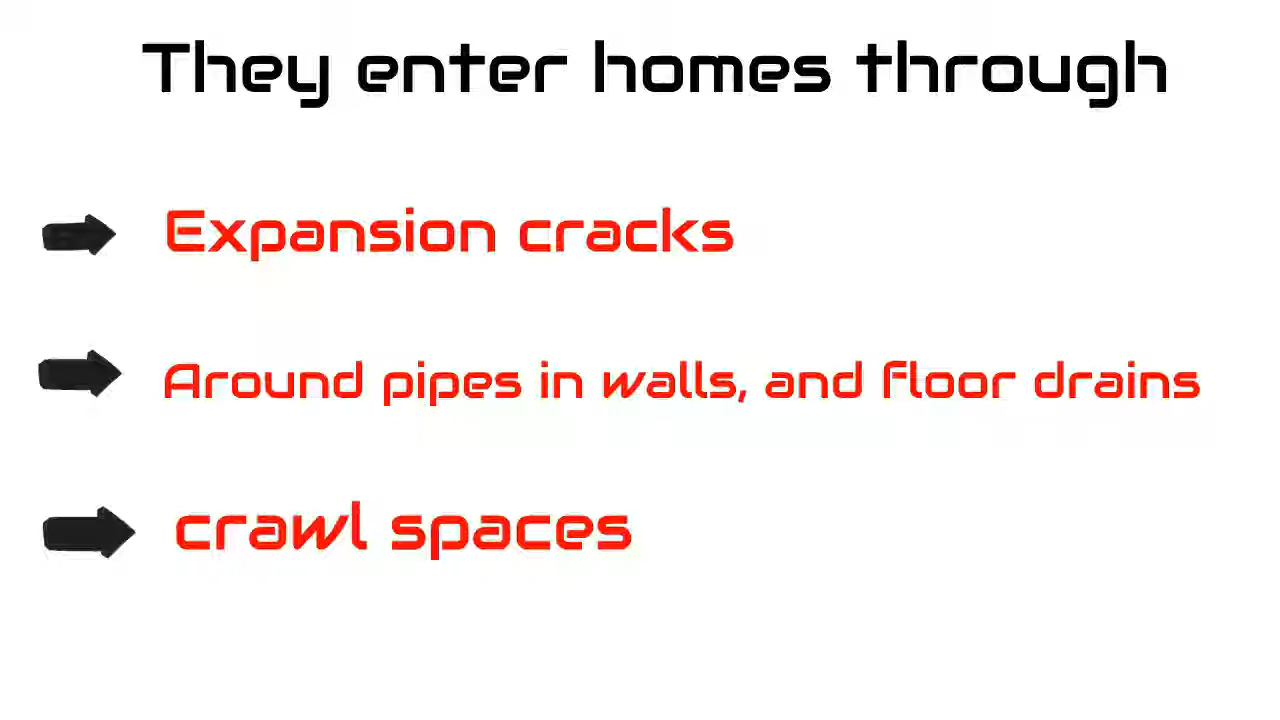 They enter homes through
Expansion cracks
Around pipes in walls, and floor drains
crawl spaces